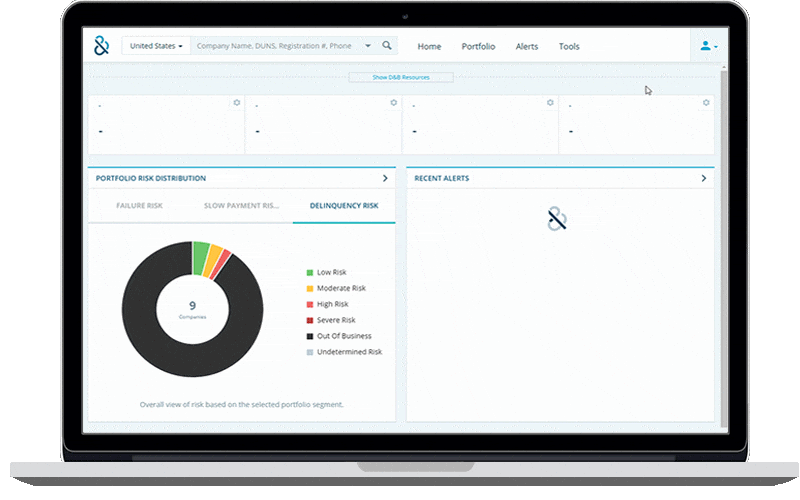 United States
Company Name, DUNS, Registration #, Phone
Home
Portfolio
Alerts
Tools
Show D&B Resources
-
-
-
-
-
-
-
-
PORTFOLIO RISK DISTRIBUTION
RECENT ALERTS
FAILURE RISK
SLOW PAYMENT RIS...
DELINQUENCY RISK
9
Companies
Low Risk
Moderate Risk
High Risk
Severe Risk
Out Of Business
Undetermined Risk
Overall view of risk based on the selected portfolio segment.